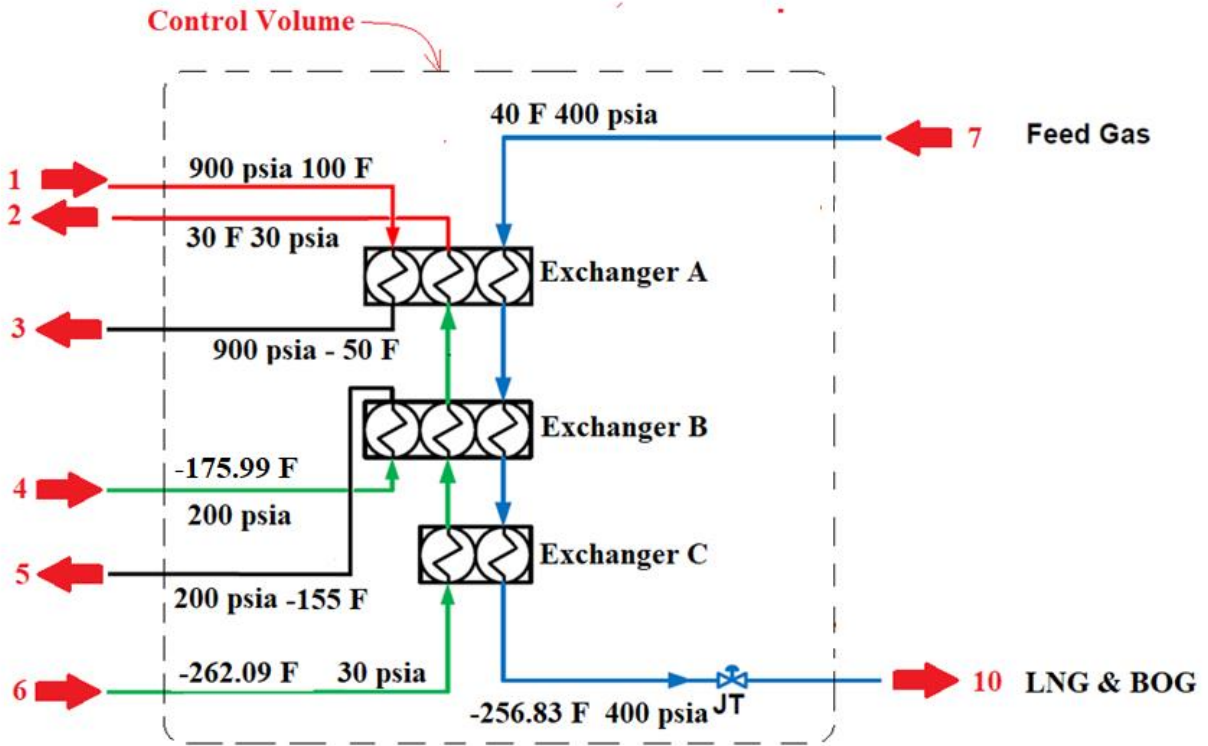 Control Volume
40 F 400 psia
7 Feed Gas
1
900 psia 100 F
2
30 F 30 psia
Exchanger A
3
900 psia - 50 F
Exchanger B
-175.99 F
4
200 psia
Exchanger C
5
200 psia -155 F
-262.09 F 30 psia
6
10 LNG & BOG
-256.83 F 400 psia JT